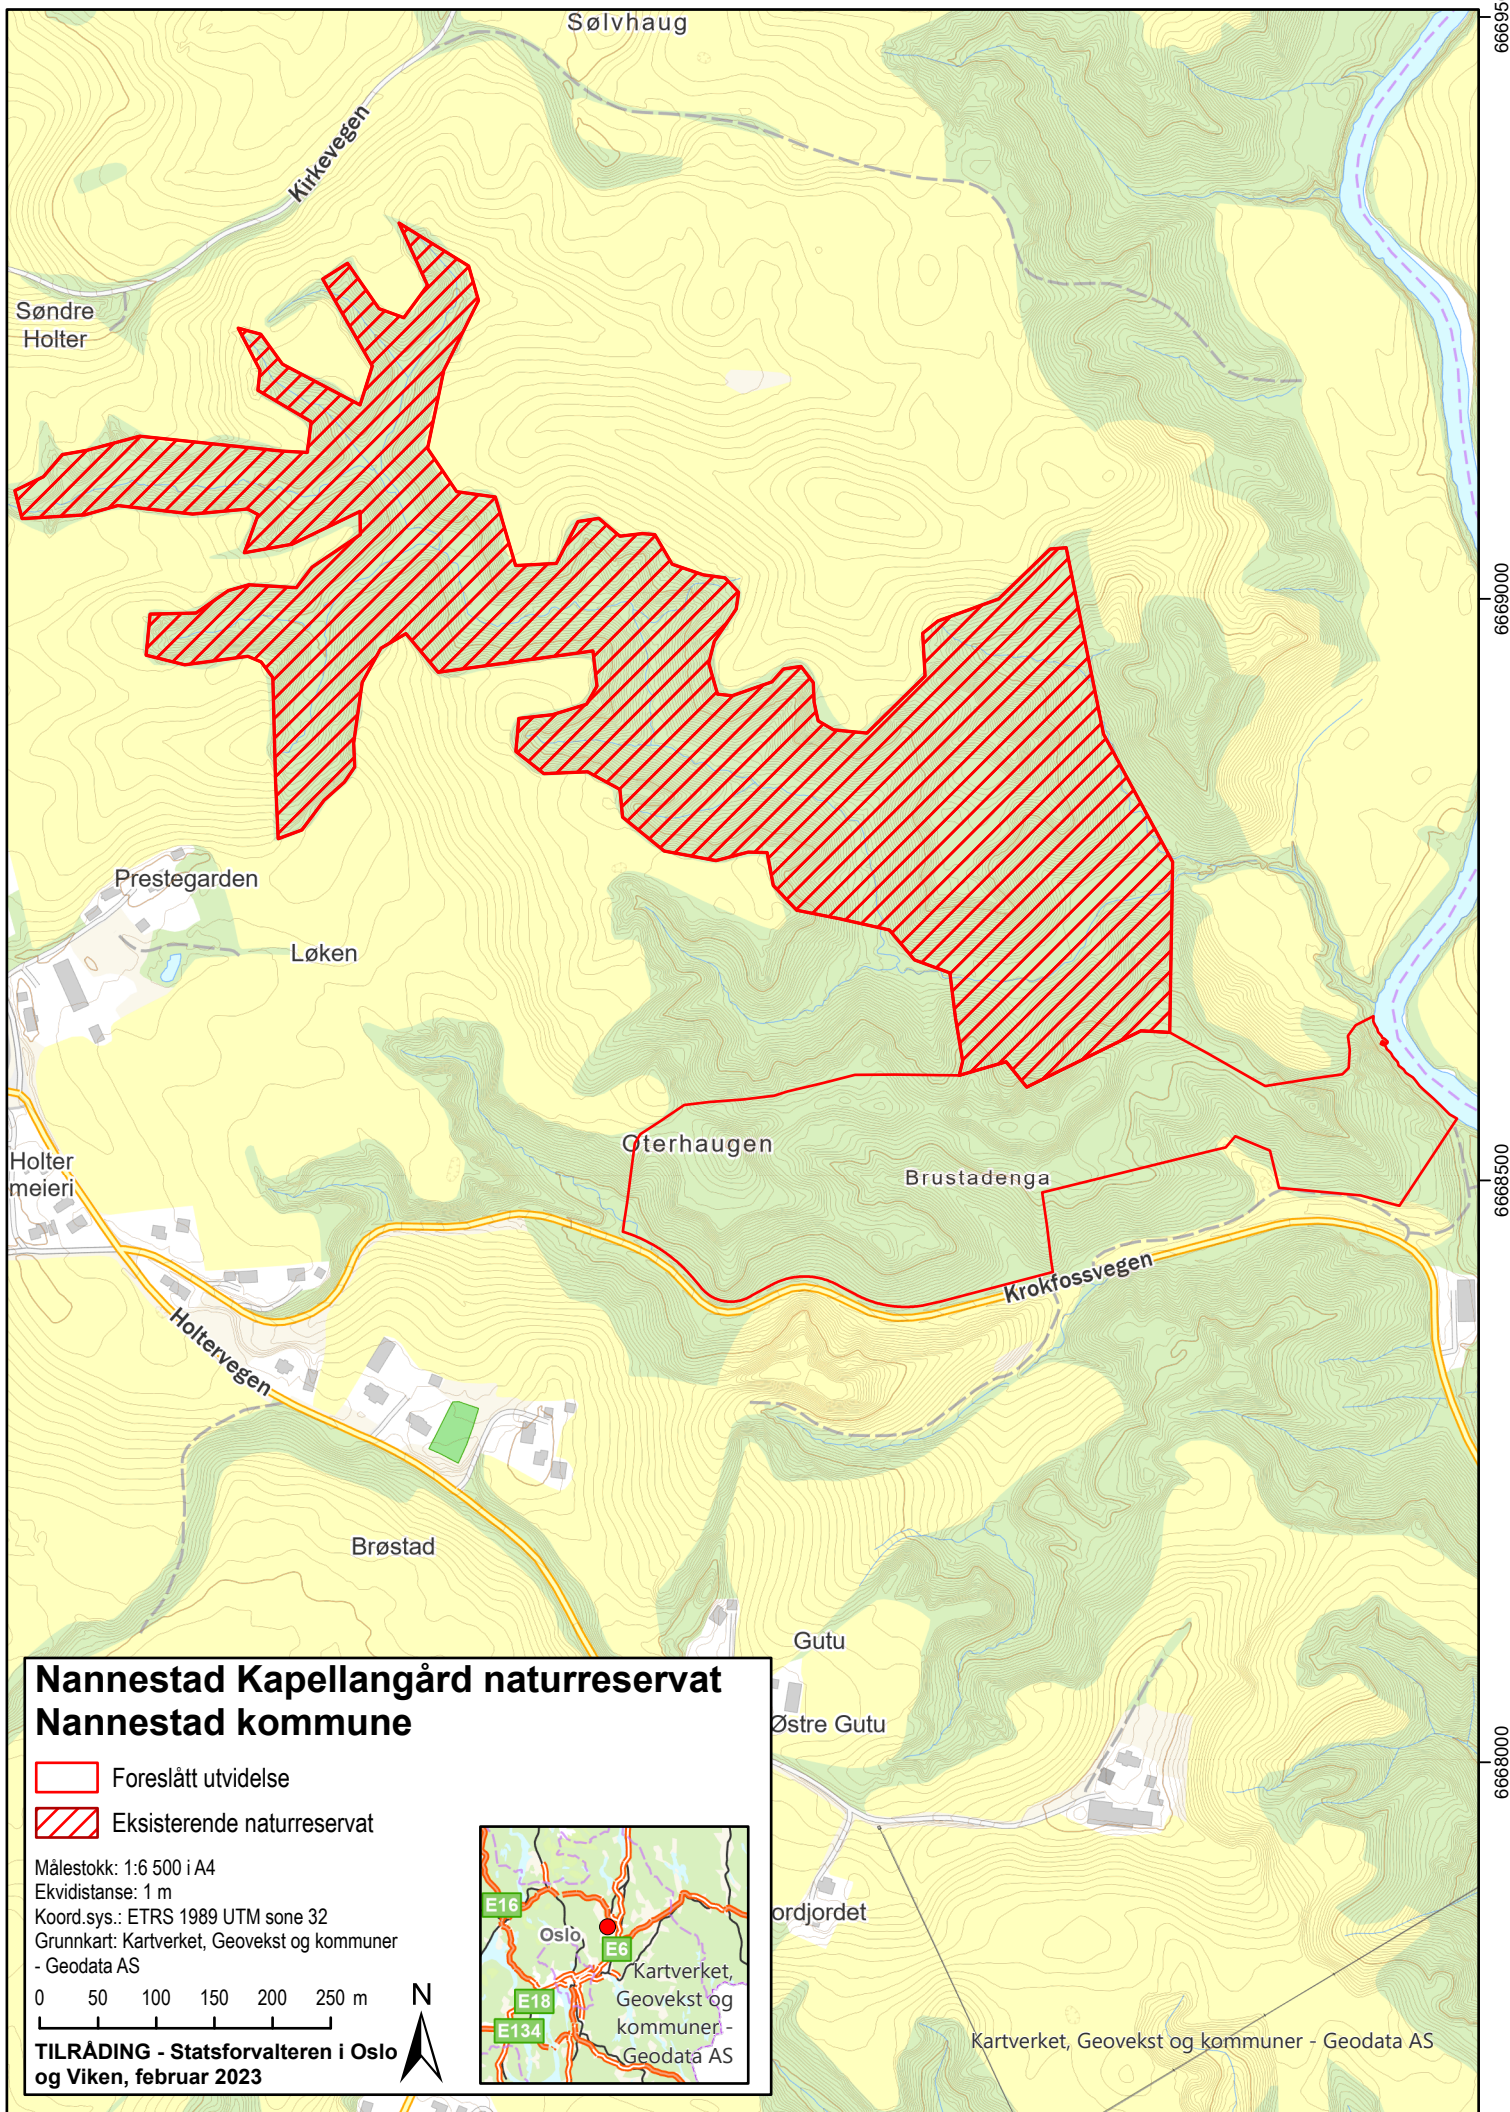 Sølvhaug
Kirkevegen
Søndre
Holter
Prestegarden
Løken
Oterhaugen
Brustadenga
Holter
meieri
Krokfossvegen
Holtervegen
Brøstad
Gutu
Østre Gutu
ordjordet
66695
6669000
6668500
6668000
Nannestad Kapellangård naturreservat
Nannestad kommune
Foreslått utvidelse
Eksisterende naturreservat
Målestokk: 1:6 500 i A4
Ekvidistanse: 1 m
Koord.sys.: ETRS 1989 UTM sone 32
Grunnkart: Kartverket, Geovekst og kommuner
- Geodata AS
0 50 100 150 200 250 m
N
TILRÅDING - Statsforvalteren i Oslo
og Viken, februar 2023
E16
Oslo
E6
E18
E134
Kartverket,
Geovekst og
kommuner -
Geodata AS
Kartverket, Geovekst og kommuner - Geodata AS